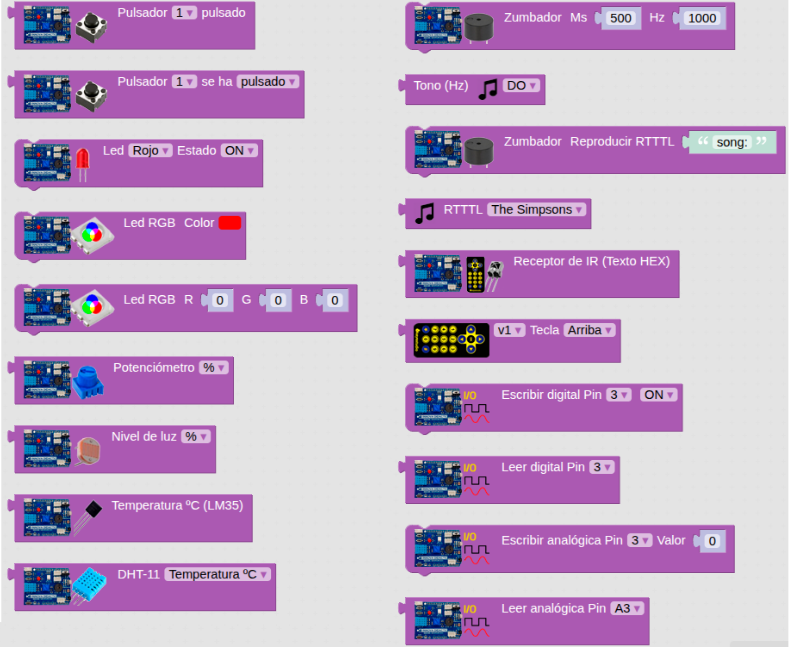 Pulsador 1 pulsado
Pulsador 1 se ha pulsado
Led Rojo Estado ON
Led RGB Color
Led RGB R 0 G 0 B 0
Potenciómetro %
Nivel de luz %
Temperatura ºC (LM35)
DHT-11 Temperatura ºC
Zumbador Ms 500 Hz 1000
Tono (Hz) DO
Zumbador Reproducir RTTTL “ song: ”
RTTTL The Simpsons
Receptor de IR (Texto HEX)
v1 Tecla Arriba
I/O Escribir digital Pin 3 ON
I/O Leer digital Pin 3
I/O Escribir analógica Pin 3 Valor 0
I/O Leer analógica Pin A3